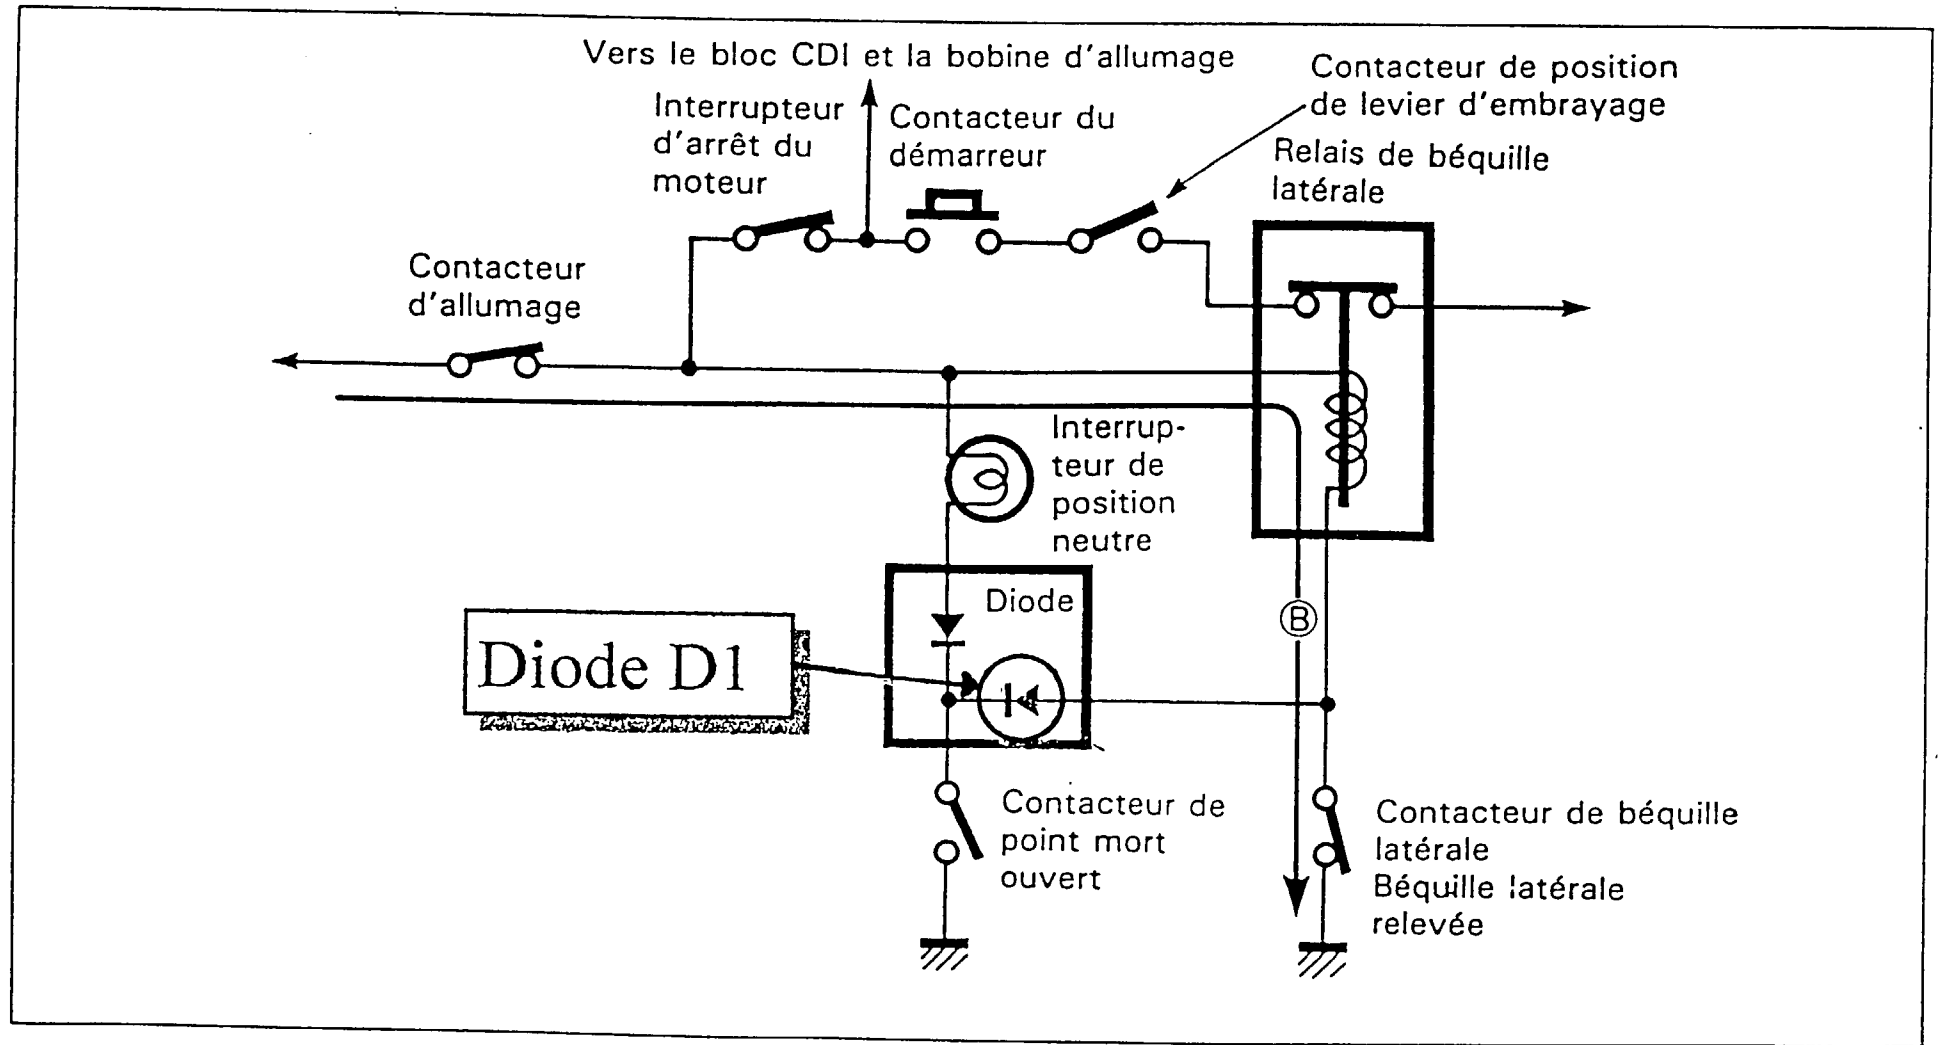 Vers le bloc CDI et la bobine d'allumage
Interrupteur
d'arrêt du
moteur
Contacteur du
démarreur
Contacteur de position
de levier d'embrayage
Relais de béquille
latérale
Contacteur
d'allumage
Interrup-
teur de
position
neutre
Diode
B
Diode D1
Contacteur de
point mort
ouvert
Contacteur de béquille
latérale
Béquille latérale
relevée